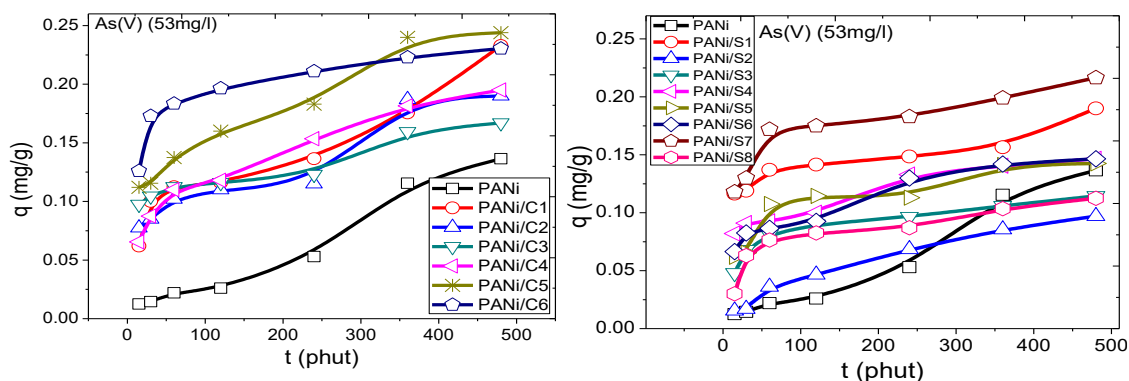 As(V) (53mg/l)
0.25
0.20
0.15
0.10
0.05
0.00
q (mg/g)
0 100 200 300 400 500
t (phut)
PANi
PANi/C1
PANi/C2
PANi/C3
PANi/C4
PANi/C5
PANi/C6
As(V) (53mg/l)
0.25
0.20
0.15
0.10
0.05
0.00
q (mg/g)
0 100 200 300 400 500
t (phut)
PANi
PANi/S1
PANi/S2
PANi/S3
PANi/S4
PANi/S5
PANi/S6
PANi/S7
PANi/S8